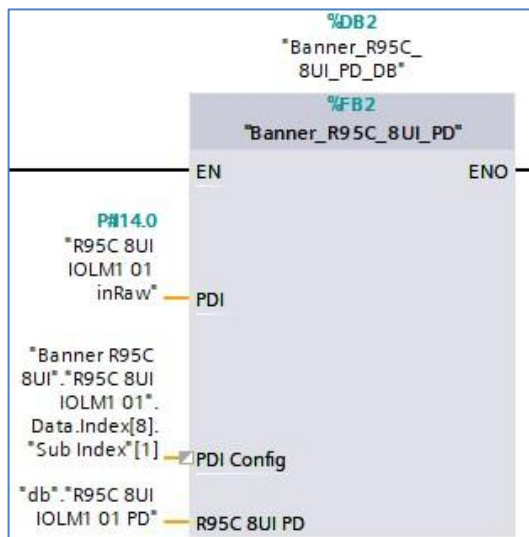 %DB2
"Banner_R95C_
8UI_PD_DB"
%FB2
"Banner_R95C_8UI_PD"
EN
ENO
P#I14.0
"R95C 8UI
IOLM1 01
inRaw"
PDI
"Banner R95C
8UI"."R95C 8UI
IOLM1 01".
Data.Index[8].
"Sub Index"[1]
PDI Config
"db"."R95C 8UI
IOLM1 01 PD"
R95C 8UI PD